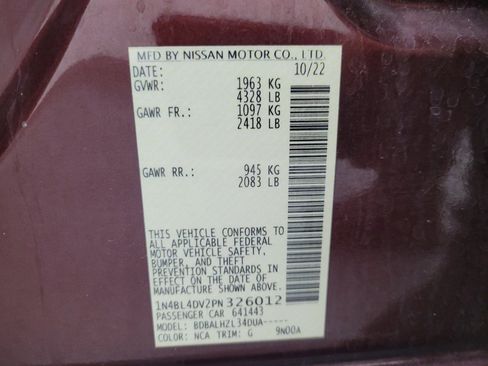 MFD BY NISSAN MOTOR CO., LTD.
DATE: 10/22
GVWR: 1963 KG
4328 LB
GAWR FR.: 1097 KG
2418 LB
GAWR RR.: 945 KG
2083 LB
THIS VEHICLE CONFORMS TO
ALL APPLICABLE FEDERAL
MOTOR VEHICLE SAFETY,
BUMPER, AND THEFT
PREVENTION STANDARDS IN
EFFECT ON THE DATE OF
MANUFACTURE SHOWN ABOVE.
1N4BL4DV2PN326012
PASSENGER CAR 641443
MODEL: BDBALHZL34DUA-----
COLOR: NCA TRIM: G 9N00A